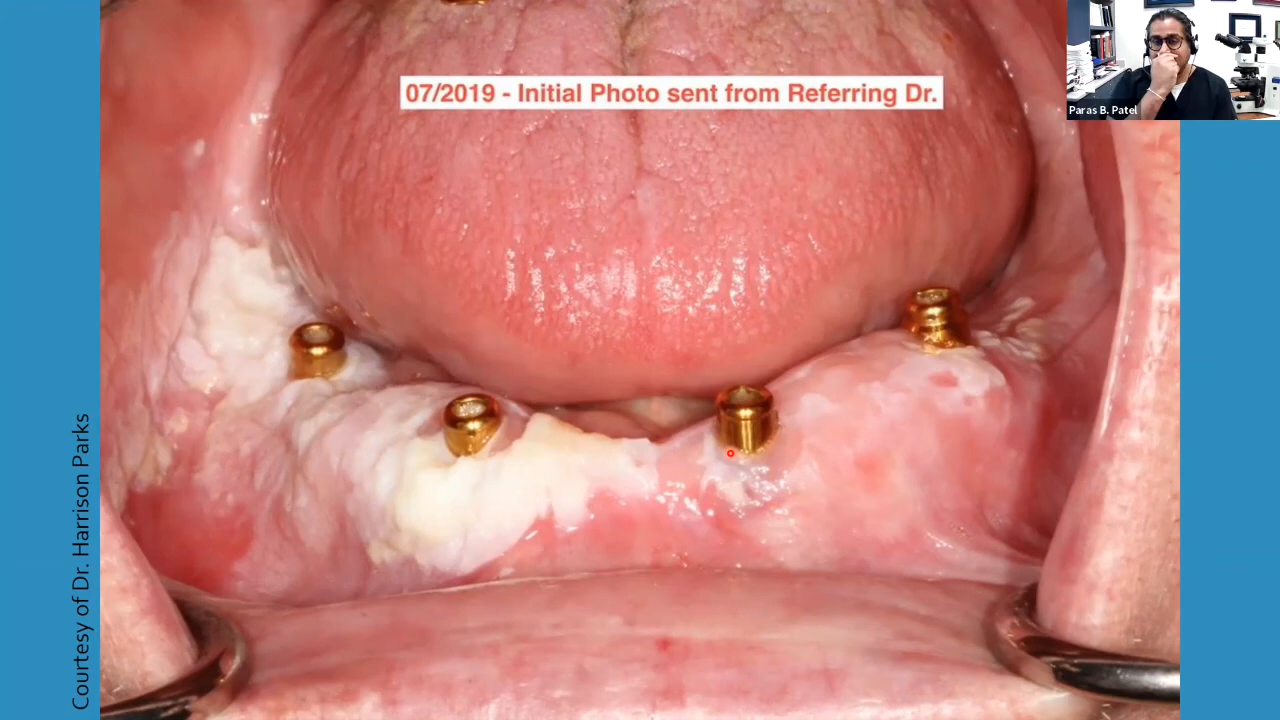 07/2019 - Initial Photo sent from Referring Dr.
Paras B. Patel
Courtesy of Dr. Harrison Parks